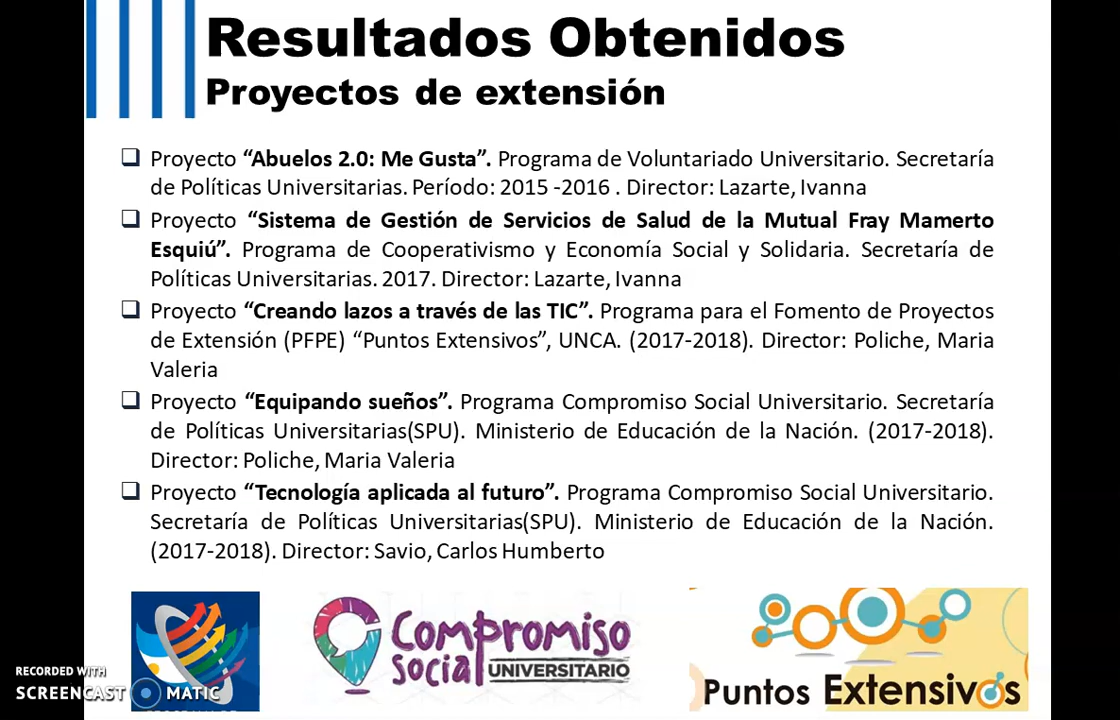 Resultados Obtenidos
Proyectos de extensión
❑ Proyecto “Abuelos 2.0: Me Gusta”. Programa de Voluntariado Universitario. Secretaría
de Políticas Universitarias. Período: 2015 -2016 . Director: Lazarte, Ivanna
❑ Proyecto “Sistema de Gestión de Servicios de Salud de la Mutual Fray Mamerto
Esquiú”. Programa de Cooperativismo y Economía Social y Solidaria. Secretaría de
Políticas Universitarias. 2017. Director: Lazarte, Ivanna
❑ Proyecto “Creando lazos a través de las TIC”. Programa para el Fomento de Proyectos
de Extensión (PFPE) “Puntos Extensivos”, UNCA. (2017-2018). Director: Poliche, Maria
Valeria
❑ Proyecto “Equipando sueños”. Programa Compromiso Social Universitario. Secretaría
de Políticas Universitarias(SPU). Ministerio de Educación de la Nación. (2017-2018).
Director: Poliche, Maria Valeria
❑ Proyecto “Tecnología aplicada al futuro”. Programa Compromiso Social Universitario.
Secretaría de Políticas Universitarias(SPU). Ministerio de Educación de la Nación.
(2017-2018). Director: Savio, Carlos Humberto
Compromiso
Social UNIVERSITARIO
Puntos Extensivos
RECORDED WITH
SCREENCAST MATIC